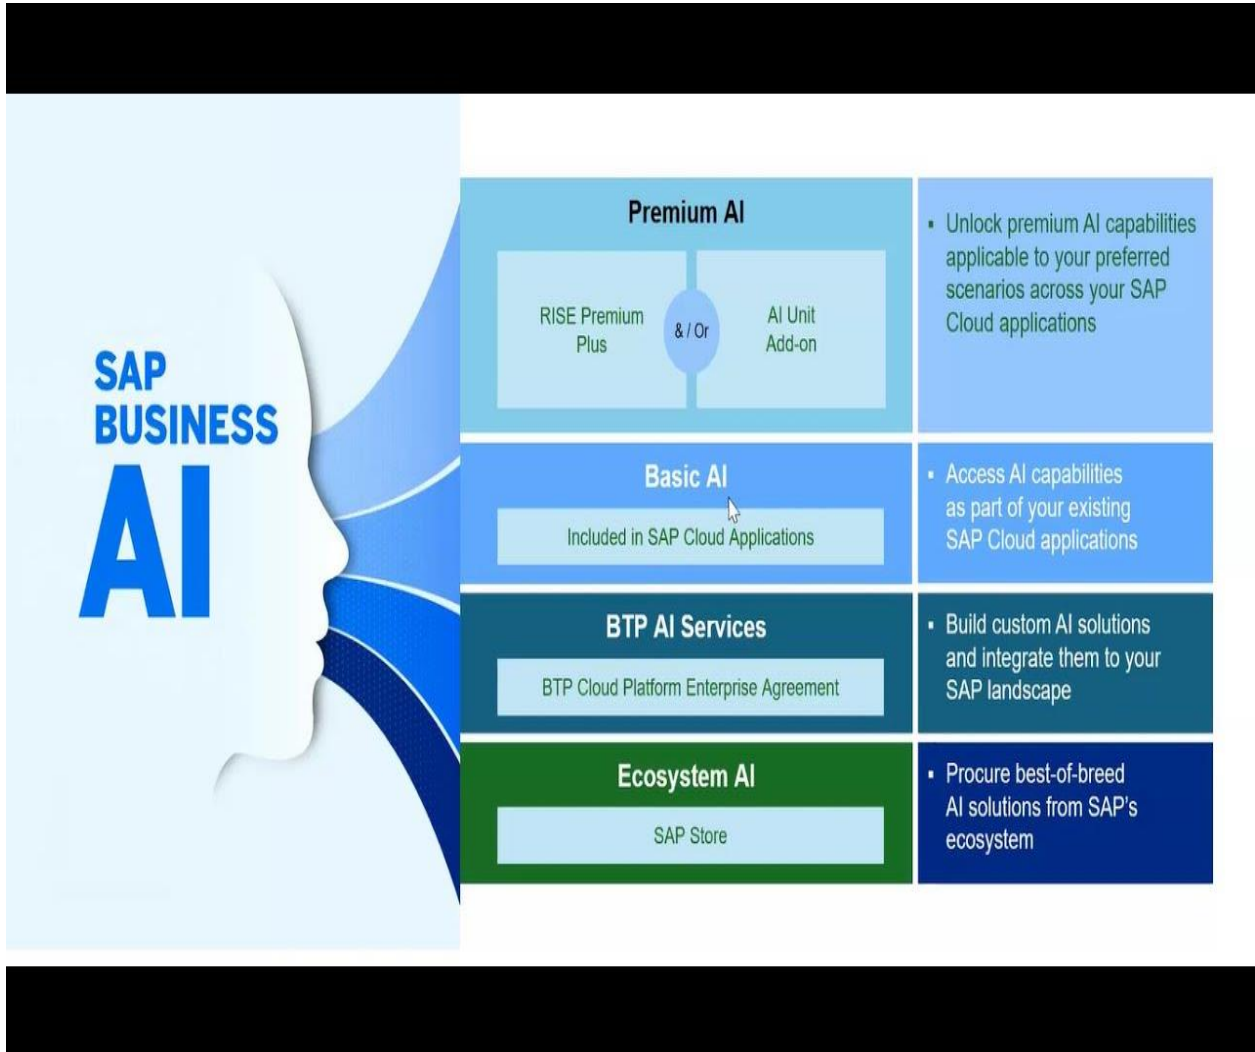 SAP
BUSINESS
AI
Premium AI
RISE Premium
Plus
& / Or
AI Unit
Add-on
▪ Unlock premium AI capabilities
applicable to your preferred
scenarios across your SAP
Cloud applications
Basic AI
Included in SAP Cloud Applications
▪ Access AI capabilities
as part of your existing
SAP Cloud applications
BTP AI Services
BTP Cloud Platform Enterprise Agreement
▪ Build custom AI solutions
and integrate them to your
SAP landscape
Ecosystem AI
SAP Store
▪ Procure best-of-breed
AI solutions from SAP's
ecosystem